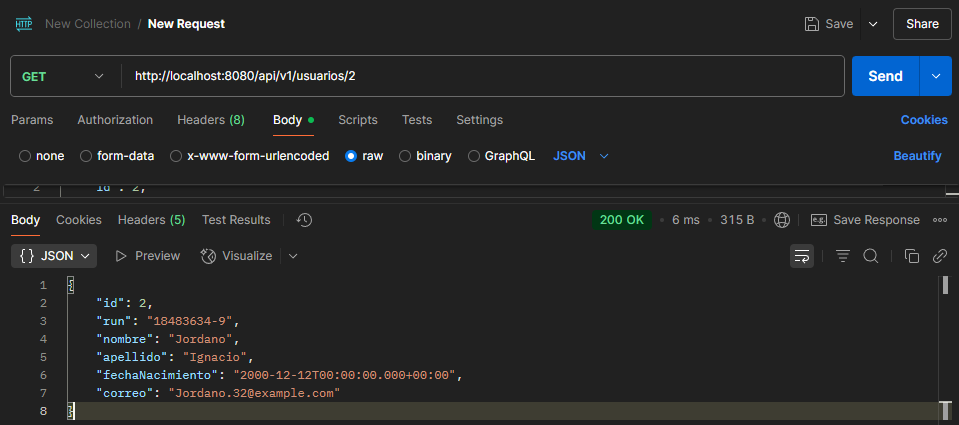 HTTP New Collection / New Request Save Share
GET http://localhost:8080/api/v1/usuarios/2 Send
Params Authorization Headers (8) Body Scripts Tests Settings Cookies
none form-data x-www-form-urlencoded raw binary GraphQL JSON Beautify
2 "id": 2,
Body Cookies Headers (5) Test Results 200 OK • 6 ms • 315 B e.g. Save Response
{} JSON Preview Visualize
1 {
2 "id": 2,
3 "run": "18483634-9",
4 "nombre": "Jordano",
5 "apellido": "Ignacio",
6 "fechaNacimiento": "2000-12-12T00:00:00.000+00:00",
7 "correo": "Jordano.32@example.com"
8 }